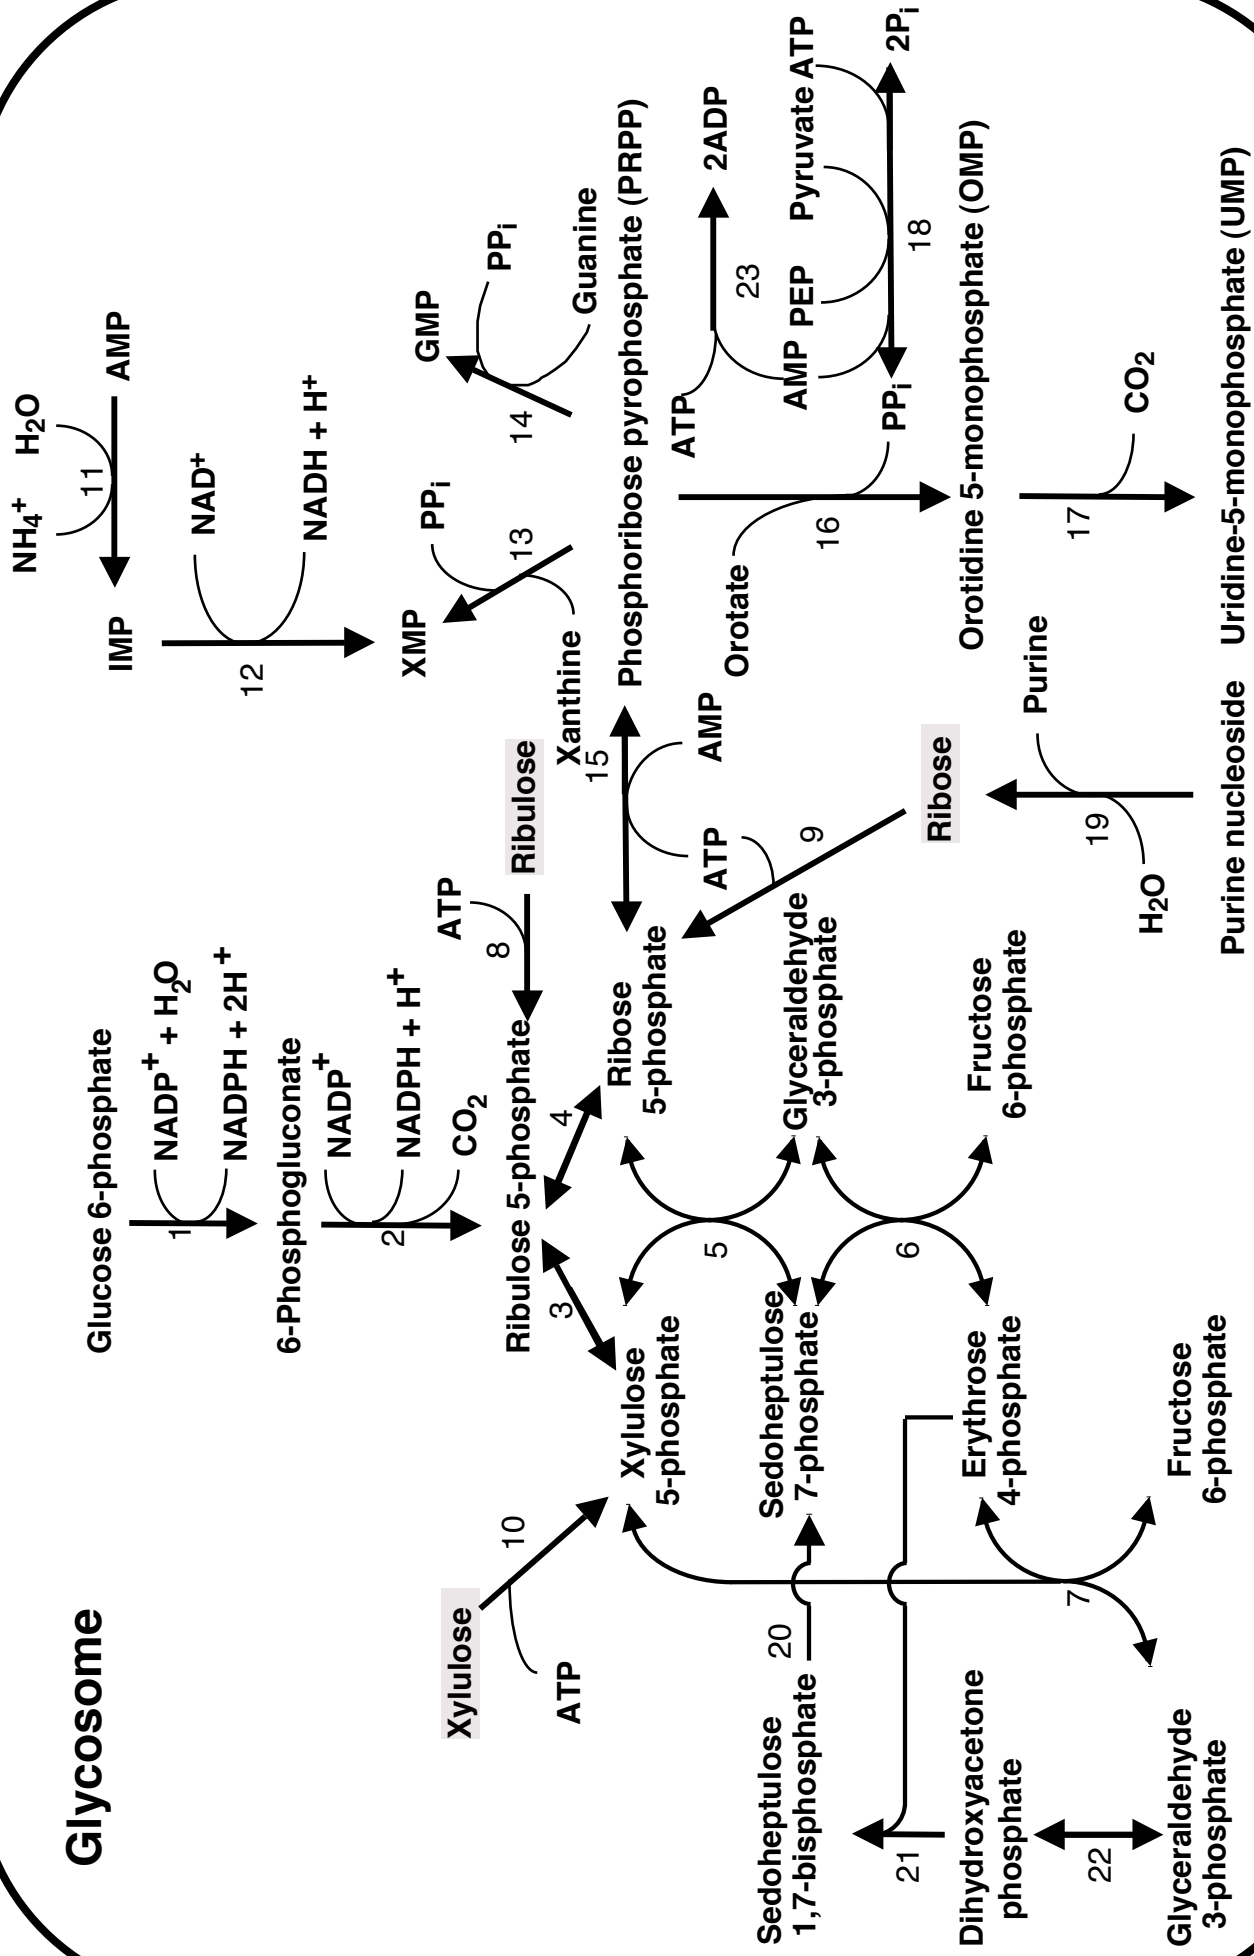 Glycosome
Glucose 6-phosphate
NADP+ + H2O
1
NADPH + 2H+
6-Phosphogluconate
NADP+
2
NADPH + H+
CO2
Ribulose 5-phosphate
ATP
8
Ribulose
3
4
Xylulose
10
ATP
Xylulose
5-phosphate
Ribose
5-phosphate
5
Sedoheptulose
7-phosphate
Glyceraldehyde
3-phosphate
6
Erythrose
4-phosphate
Fructose
6-phosphate
7
Fructose
6-phosphate
20
Sedoheptulose
1,7-bisphosphate
21
Dihydroxyacetone
phosphate
22
Glyceraldehyde
3-phosphate
NH4+
H2O
11
IMP
AMP
NAD+
12
NADH + H+
XMP
GMP
PPi
13
Xanthine
14
PPi
Guanine
15
Phosphoribose pyrophosphate (PRPP)
ATP
AMP
9
Ribose
Purine
19
H2O
Purine nucleoside
Orotate
16
PPi
ATP
2ADP
23
AMP
PEP
Pyruvate
ATP
2Pi
18
Orotidine 5-monophosphate (OMP)
17
CO2
Uridine-5-monophosphate (UMP)